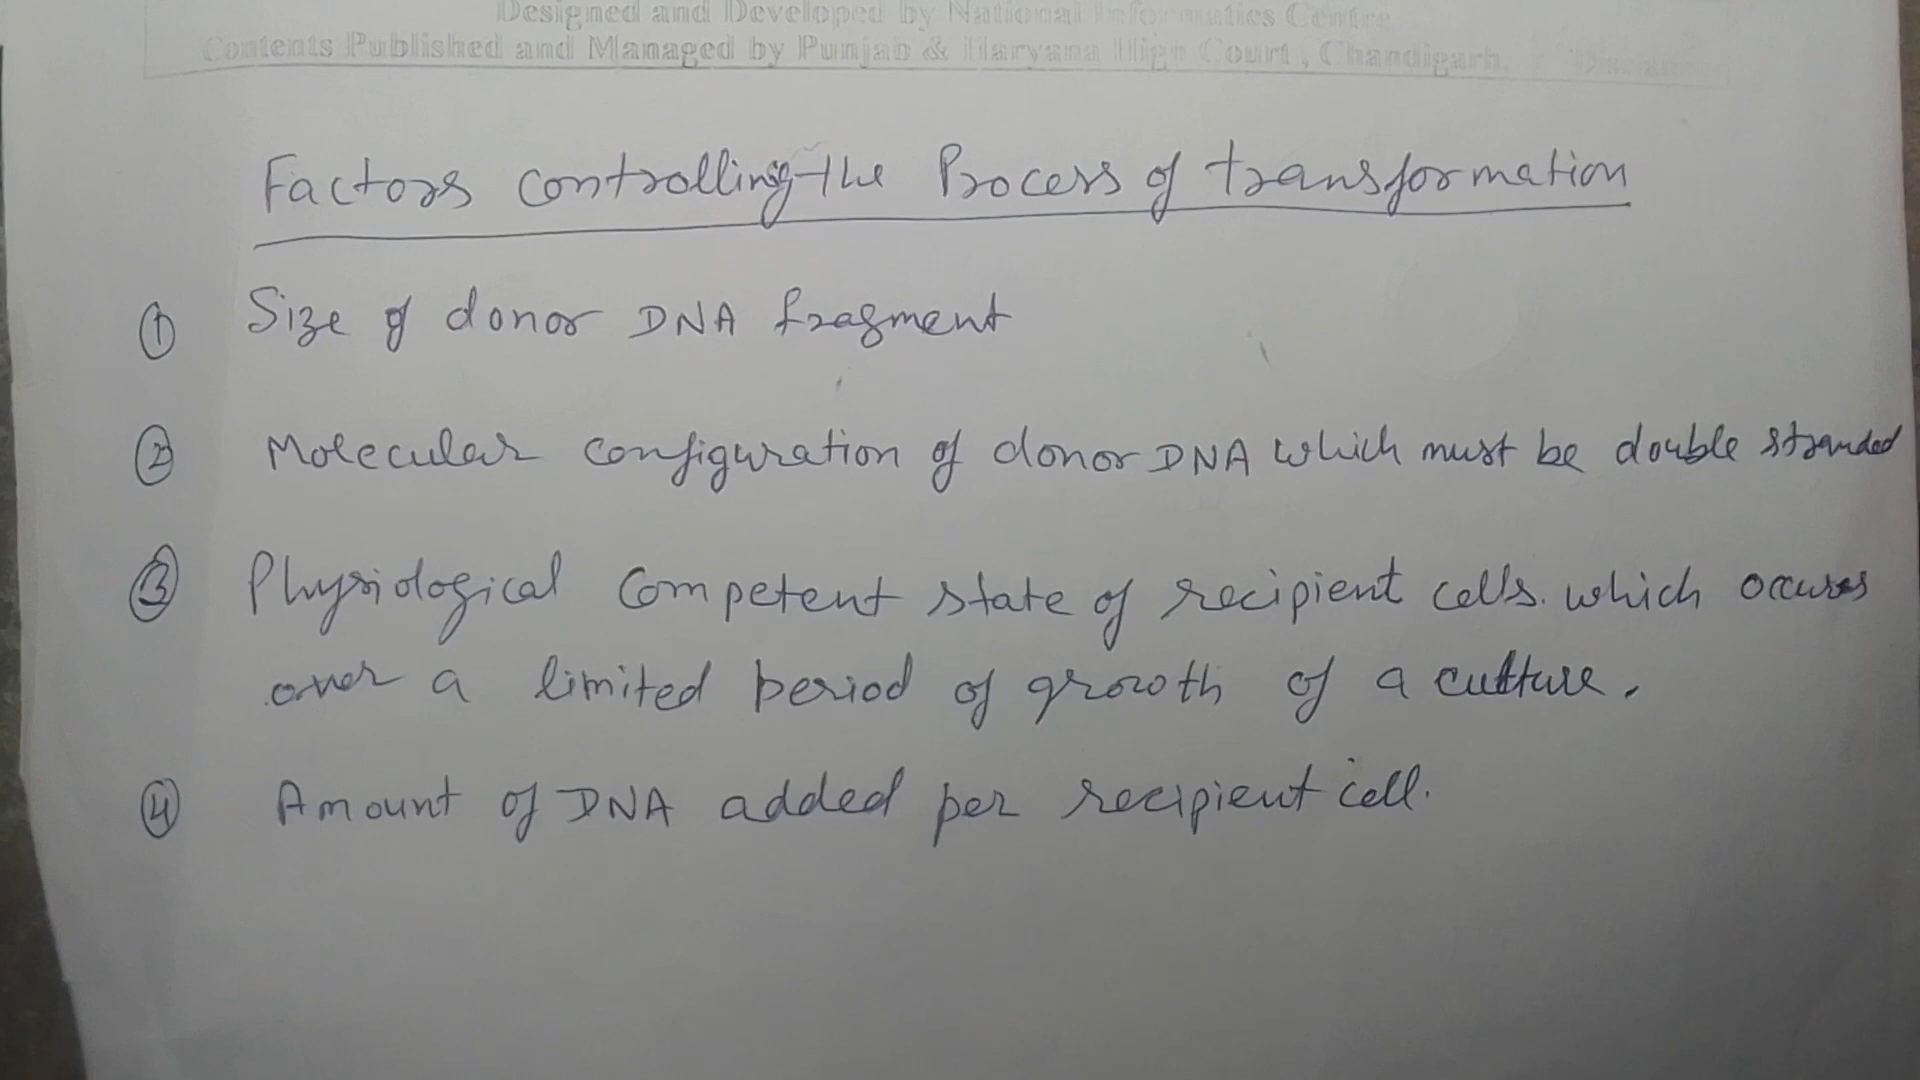 Designed and Developed by National Informatics Centre
Contents Published and Managed by Punjab & Haryana High Court, Chandigarh.
Factors controlling the Process of transformation
① Size of donor DNA fragment
② Molecular configuration of donor DNA which must be double stranded
③ Physiological competent state of recipient cells. which occurs
over a limited period of growth of a culture.
④ Amount of DNA added per recipient cell.